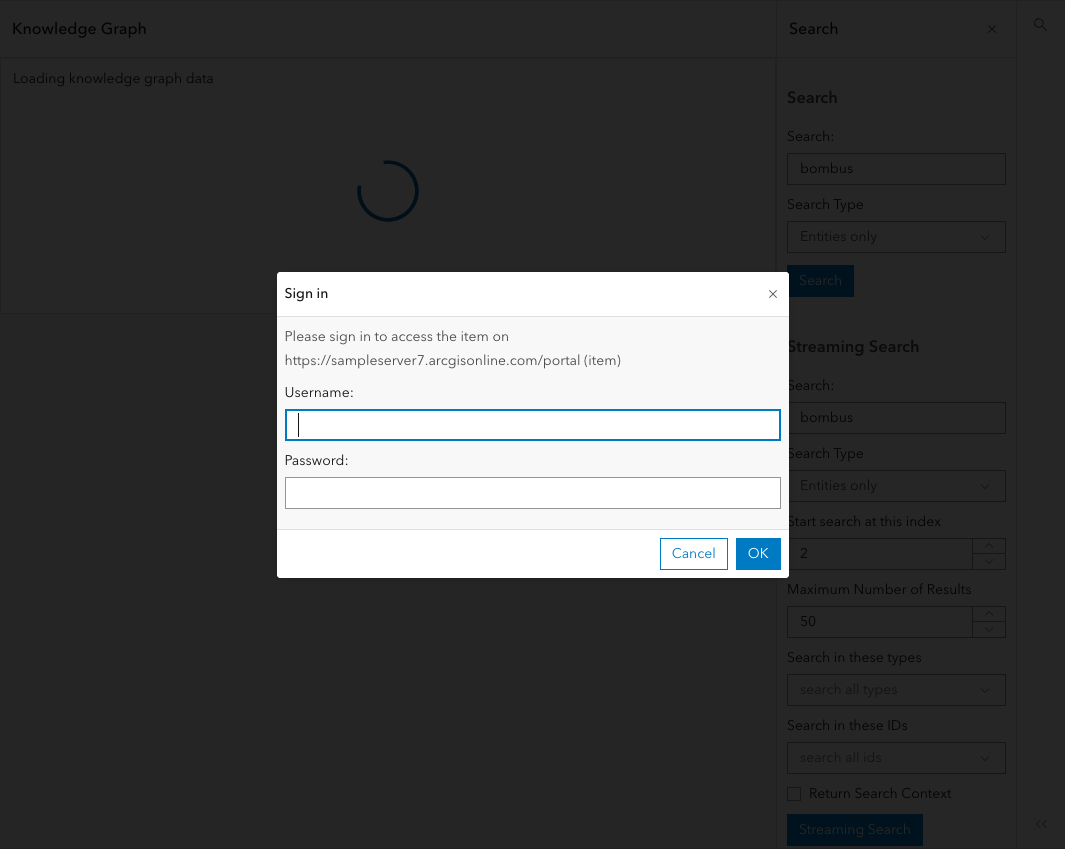 Knowledge Graph
Loading knowledge graph data
Search
Search
Search:
bombus
Search Type
Entities only
Search
Sign in
Please sign in to access the item on
https://sampleserver7.arcgisonline.com/portal (item)
Username:
Password:
Cancel
OK
Streaming Search
Search:
bombus
Search Type
Entities only
Start search at this index
2
Maximum Number of Results
50
Search in these types
search all types
Search in these IDs
search all ids
Return Search Context
Streaming Search